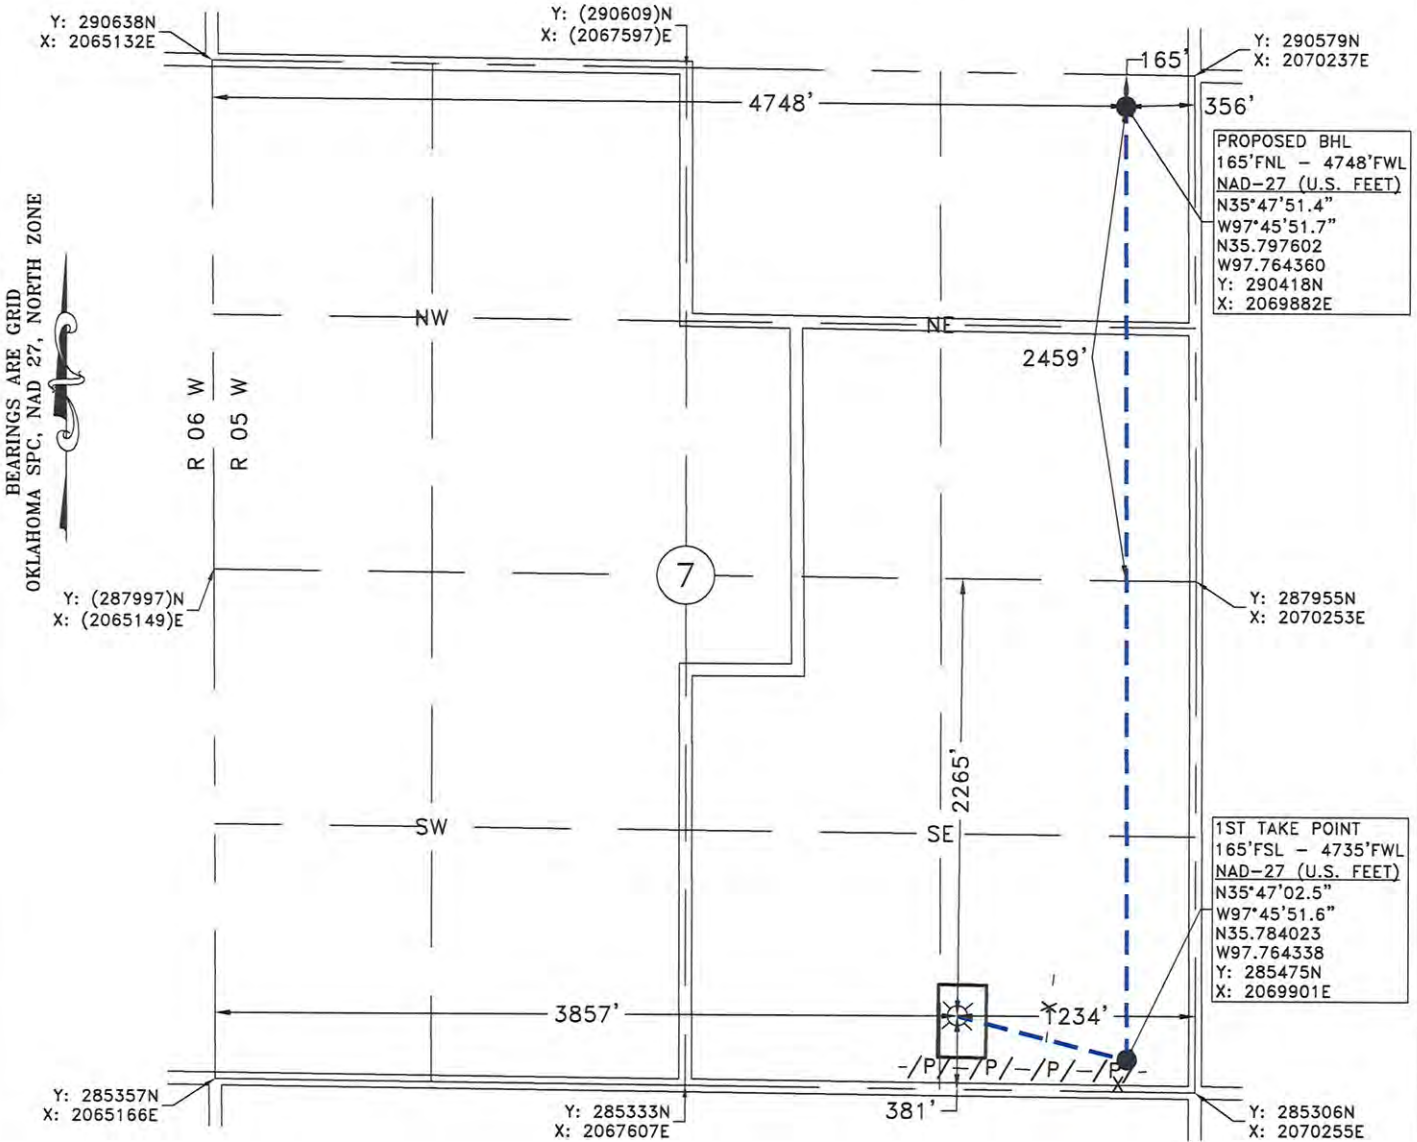 Y: 290638N
X: 2065132E
Y: (290609)N
X: (2067597)E
Y: 290579N
X: 2070237E
165'
4748'
356'
PROPOSED BHL
165'FNL - 4748'FWL
NAD-27 (U.S. FEET)
N35°47'51.4"
W97°45'51.7"
N35.797602
W97.764360
Y: 290418N
X: 2069882E
BEARINGS ARE GRID
OKLAHOMA SPC, NAD 27, NORTH ZONE
NW
NE
2459'
R 06 W
R 05 W
7
Y: (287997)N
X: (2065149)E
Y: 287955N
X: 2070253E
2265'
SW
SE
1ST TAKE POINT
165'FSL - 4735'FWL
NAD-27 (U.S. FEET)
N35°47'02.5"
W97°45'51.6"
N35.784023
W97.764338
Y: 285475N
X: 2069901E
3857'
X
1234'
-/P/-/P/-/P/-/P/-
X
381'
Y: 285357N
X: 2065166E
Y: 285333N
X: 2067607E
Y: 285306N
X: 2070255E